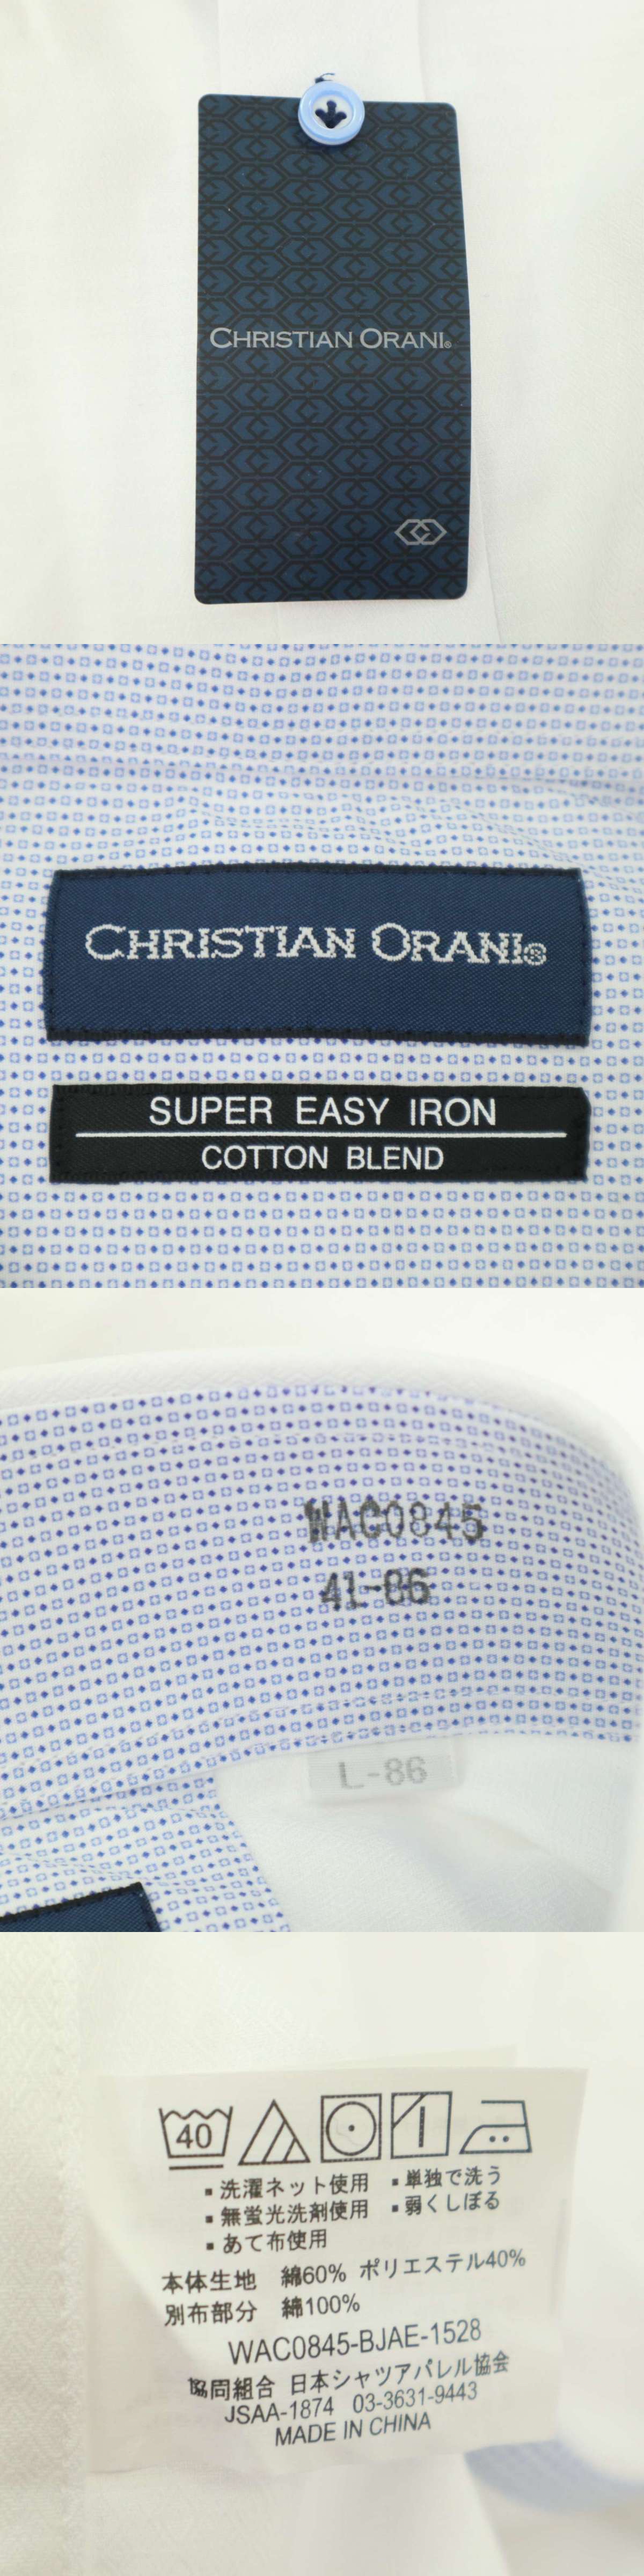 CHRISTIAN ORANI®
CHRISTIAN ORANI®
SUPER EASY IRON
COTTON BLEND
WAC0845
41-86
L-86
40
▪洗濯ネット使用 ▪単独で洗う
▪無蛍光洗剤使用 ▪弱くしぼる
▪あて布使用
本体生地 綿60% ポリエステル40%
別布部分 綿100%
WAC0845-BJAE-1528
協同組合 日本シャツアパレル協会
JSAA-1874 03-3631-9443
MADE IN CHINA